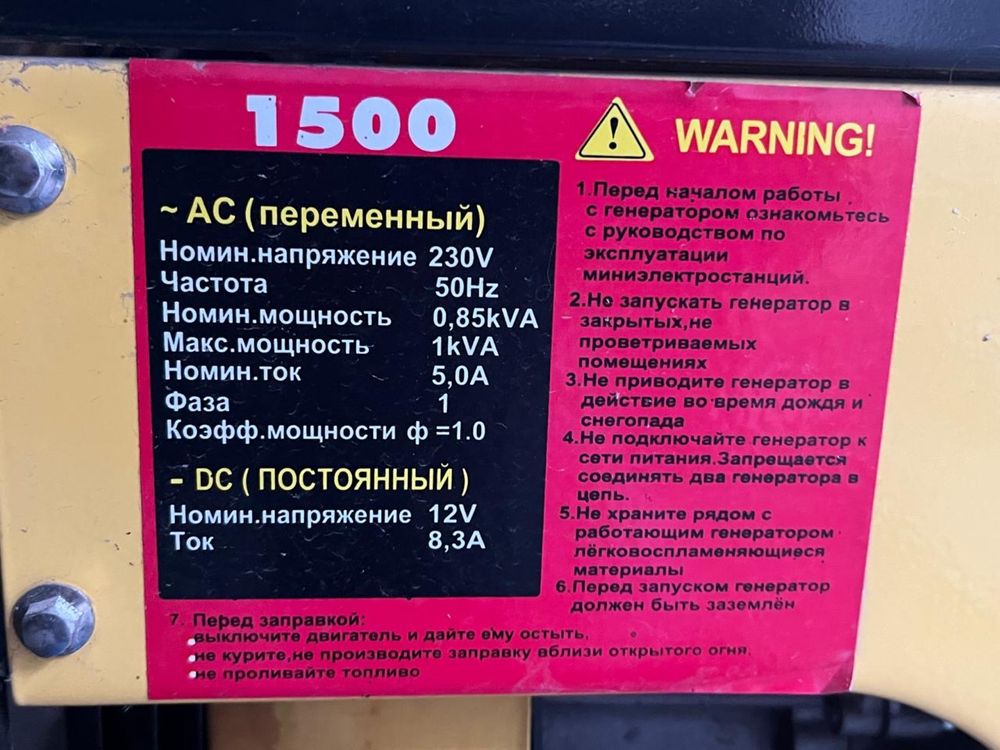 1500
~ АС (переменный)
Номин.напряжение 230V
Частота 50Hz
Номин.мощность 0,85kVA
Макс.мощность 1kVA
Номин.ток 5,0A
Фаза 1
Коэфф.мощности ф =1.0
- DC ( ПОСТОЯННЫЙ )
Номин.напряжение 12V
Ток 8,3A
WARNING!
1.Перед началом работы
с генератором ознакомьтесь
с руководством по
эксплуатации
миниэлектростанций.
2.Не запускать генератор в
закрытых,не
проветриваемых
помещениях
3.Не приводите генератор в
действие во время дождя и
снегопада
4.Не подключайте генератор к
сети питания.Запрещается
соединять два генератора в
цепь.
5.Не храните рядом с
работающим генератором
лёгковоспламеняющиеся
материалы
6.Перед запуском генератор
должен быть заземлён
7. Перед заправкой:
выключите двигатель и дайте ему остыть,
не курите,не производите заправку вблизи открытого огня,
не проливайте топливо